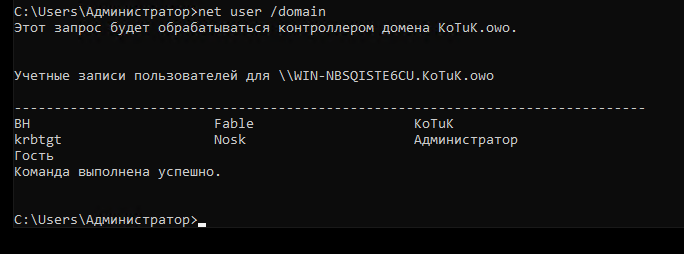 C:\Users\Администратор>net user /domain
Этот запрос будет обрабатываться контроллером домена KoTuK.owo.
Учетные записи пользователей для \\WIN-NBSQISTE6CU.KoTuK.owo
-------------------------------------------------------------------------------
BH                       Fable                    KoTuK
krbtgt                   Nosk                     Администратор
Гость
Команда выполнена успешно.
C:\Users\Администратор>